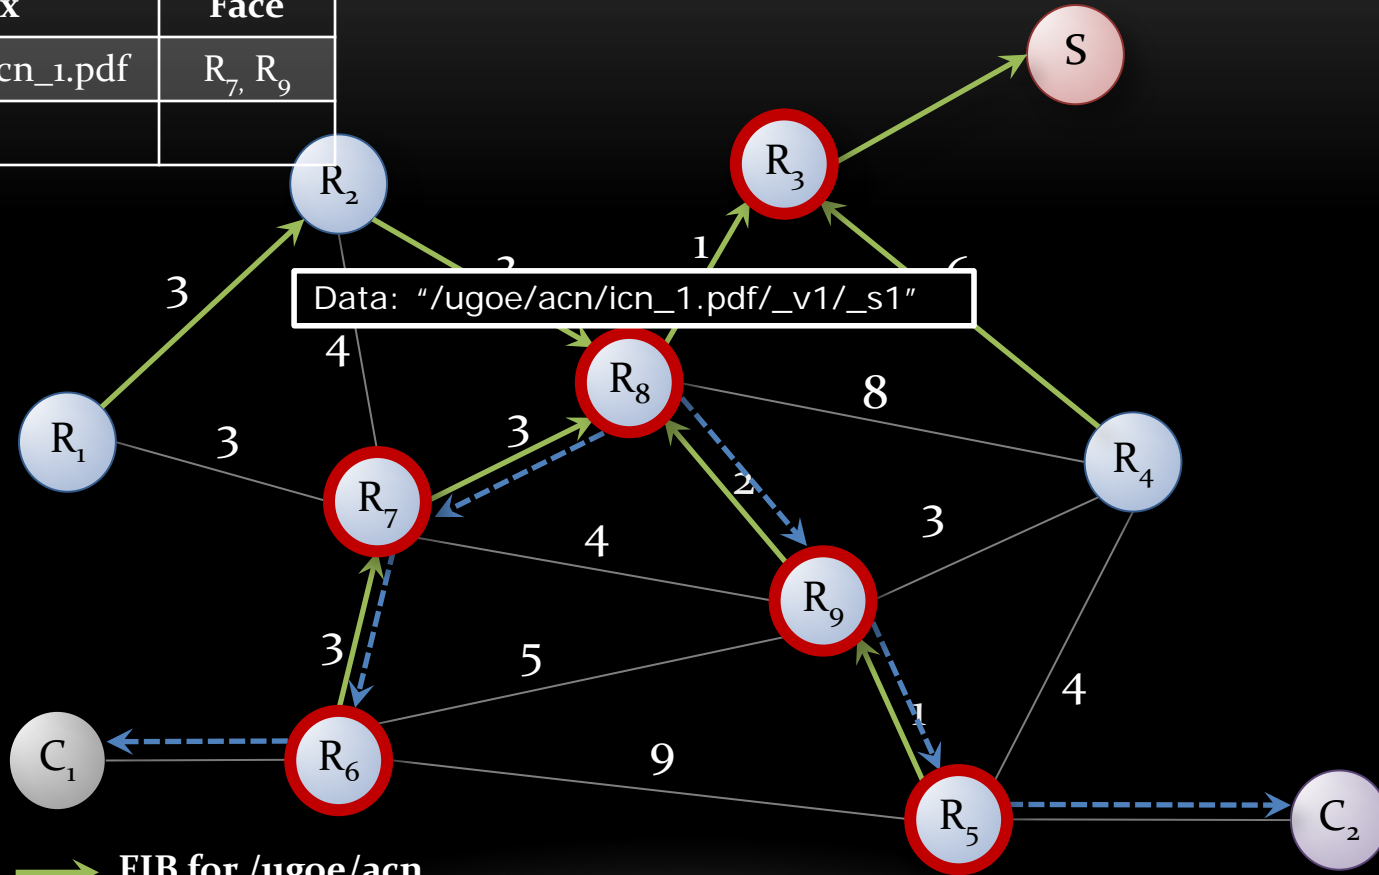 x Face
cn_1.pdf R7, R9
S
R3
R2
1
3
Data: “/ugoe/acn/icn_1.pdf/_v1/_s1”
4
R8
8
R1
3
3
R4
R7
2
3
4
R9
3
5
4
1
C1
R6
9
R5
C2
FIB for /ugoe/acn